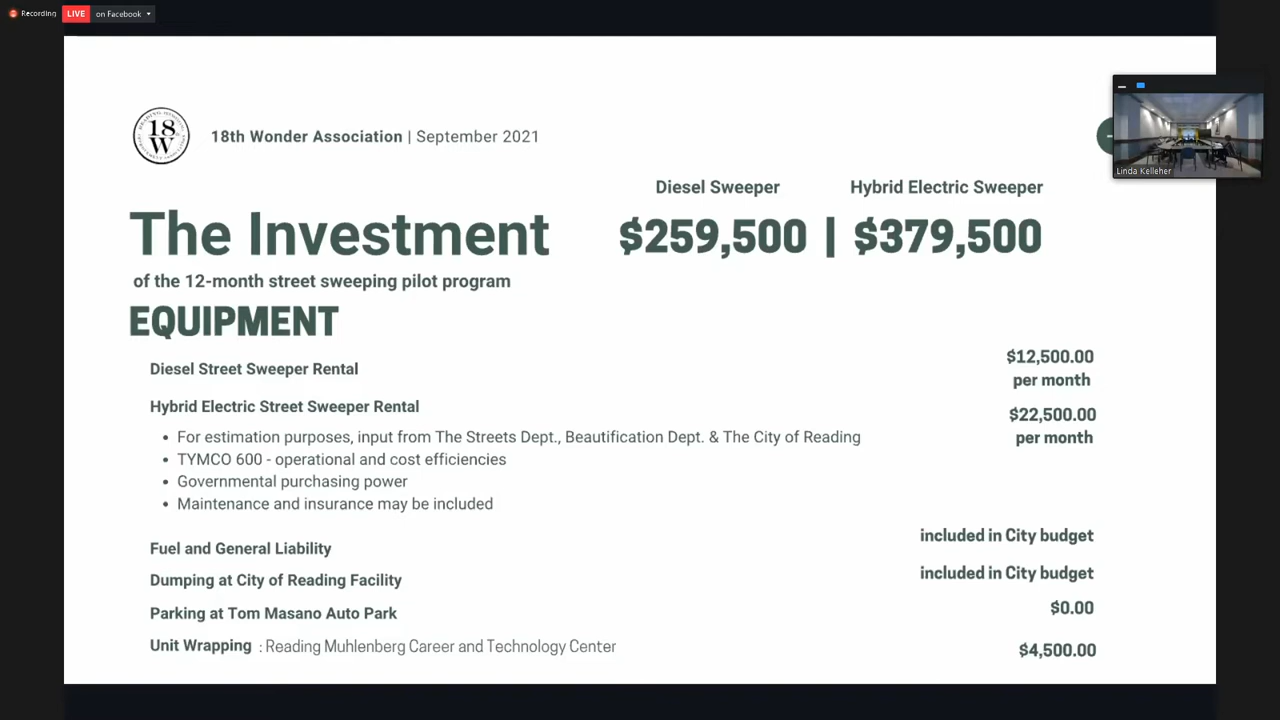 Recording LIVE on Facebook
18
W
18th Wonder Association | September 2021
Linda Kelleher
Diesel Sweeper Hybrid Electric Sweeper
The Investment $259,500 | $379,500
of the 12-month street sweeping pilot program
EQUIPMENT
Diesel Street Sweeper Rental $12,500.00
per month
Hybrid Electric Street Sweeper Rental $22,500.00
per month
• For estimation purposes, input from The Streets Dept., Beautification Dept. & The City of Reading
• TYMCO 600 - operational and cost efficiencies
• Governmental purchasing power
• Maintenance and insurance may be included
Fuel and General Liability included in City budget
Dumping at City of Reading Facility included in City budget
Parking at Tom Masano Auto Park $0.00
Unit Wrapping : Reading Muhlenberg Career and Technology Center $4,500.00